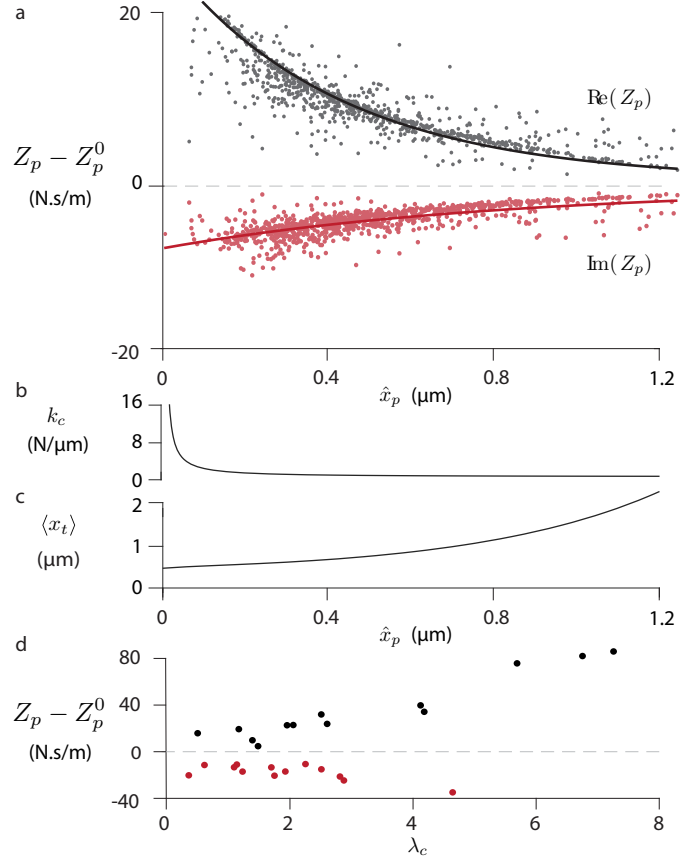 a
20
Z_p − Z_p^0
(N.s/m)
0
-20
Re(Z_p)
Im(Z_p)
0
0.4
0.8
1.2
x̂_p (µm)
b
k_c
(N/µm)
16
8
0
c
⟨x_t⟩
(µm)
2
1
0
0
0.4
0.8
1.2
x̂_p (µm)
d
80
40
Z_p − Z_p^0
(N.s/m)
0
-40
0
2
4
6
8
λ_c